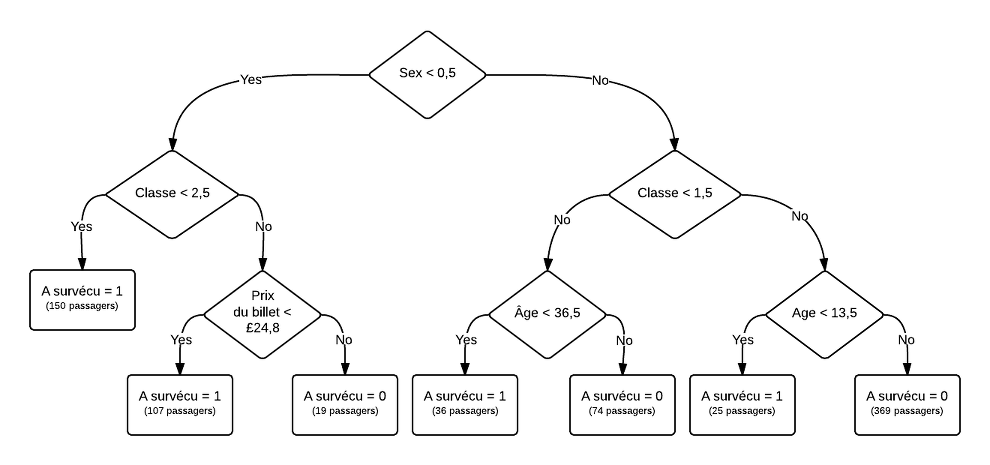 Sex < 0,5
Yes
No
Classe < 2,5
Classe < 1,5
Yes
No
No
No
A survécu = 1
(150 passagers)
Prix
du billet <
£24,8
Âge < 36,5
Age < 13,5
Yes
No
Yes
No
Yes
No
A survécu = 1
(107 passagers)
A survécu = 0
(19 passagers)
A survécu = 1
(36 passagers)
A survécu = 0
(74 passagers)
A survécu = 1
(25 passagers)
A survécu = 0
(369 passagers)